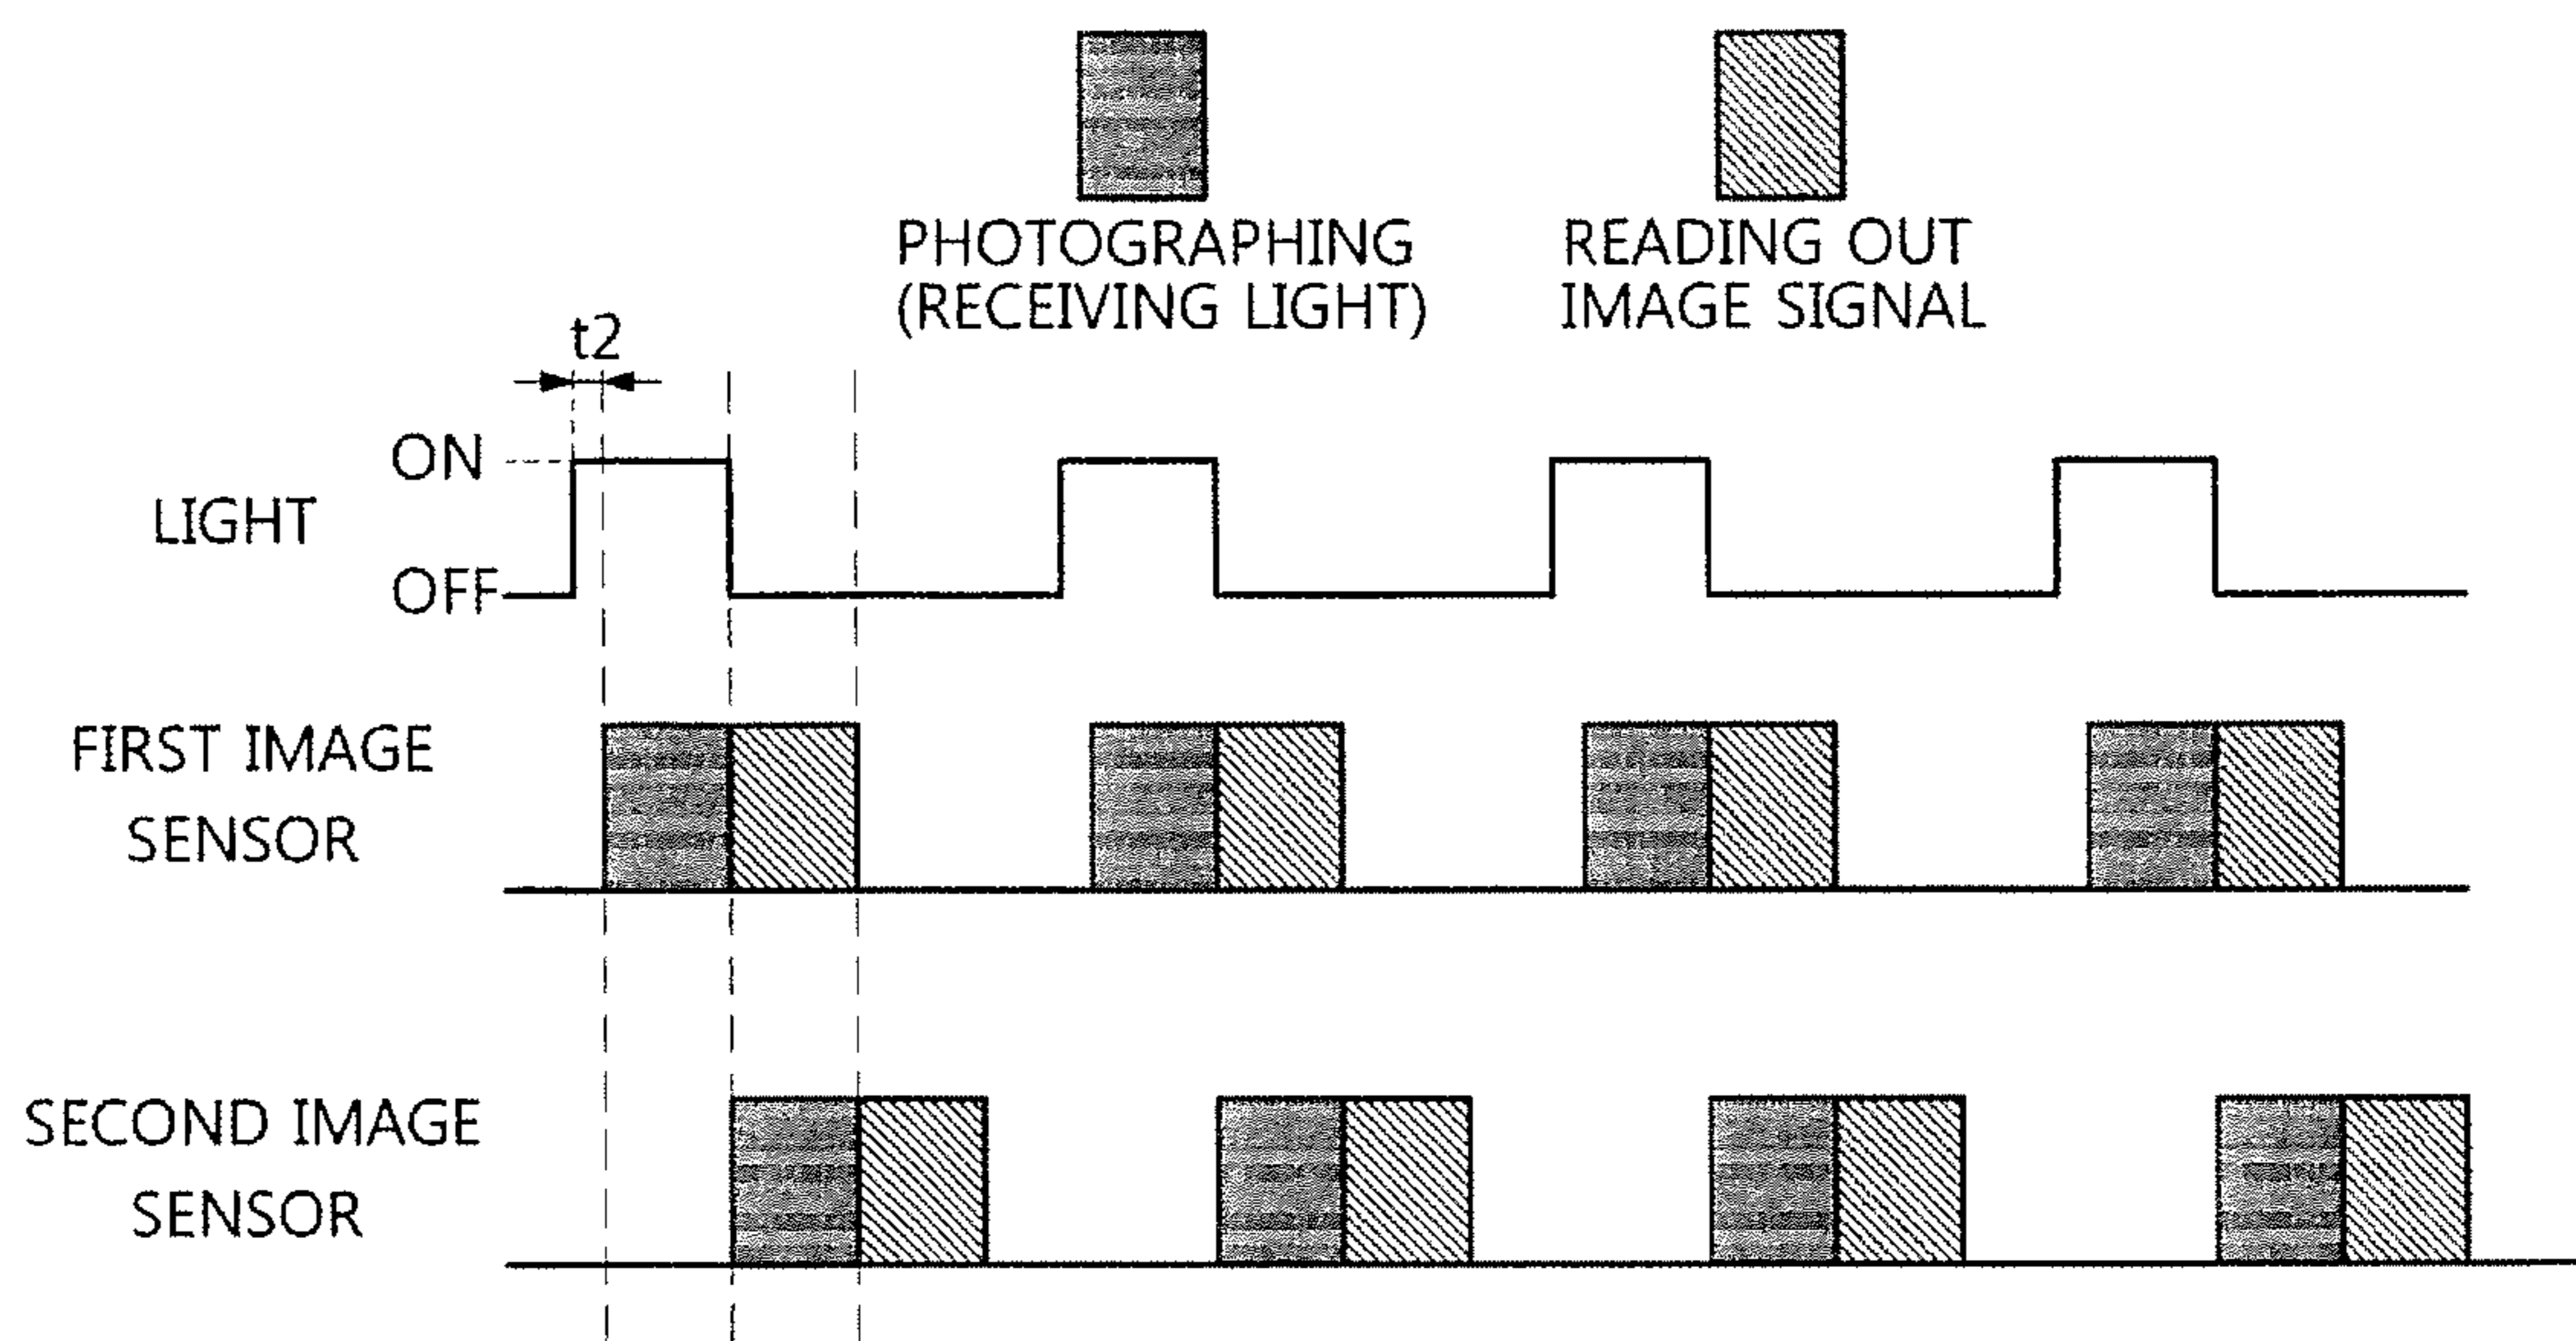 PHOTOGRAPHING
(RECEIVING LIGHT)
READING OUT
IMAGE SIGNAL
t2
ON
LIGHT
OFF
FIRST IMAGE
SENSOR
SECOND IMAGE
SENSOR